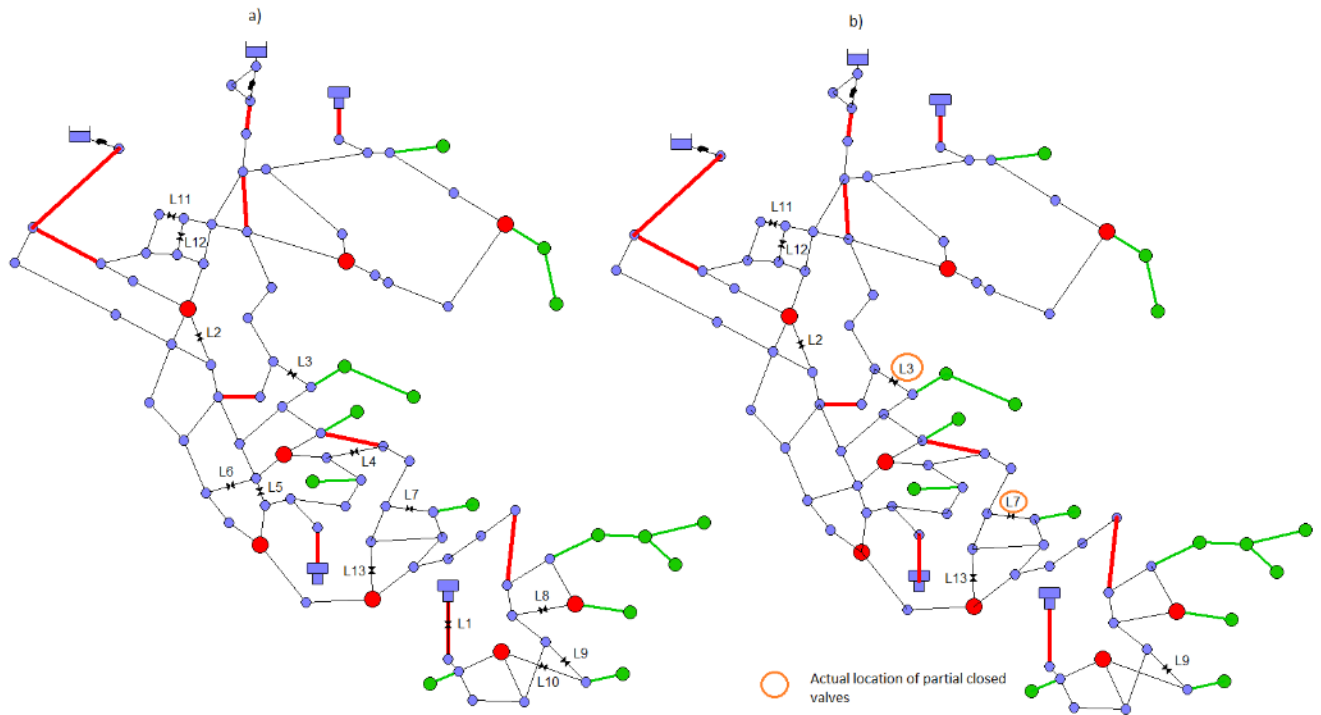 a)
b)
L11
L12
L2
L3
L4
L6
L5
L7
L13
L8
L1
L9
L10
L11
L12
L2
L3
L7
L13
L9
Actual location of partial closed
valves